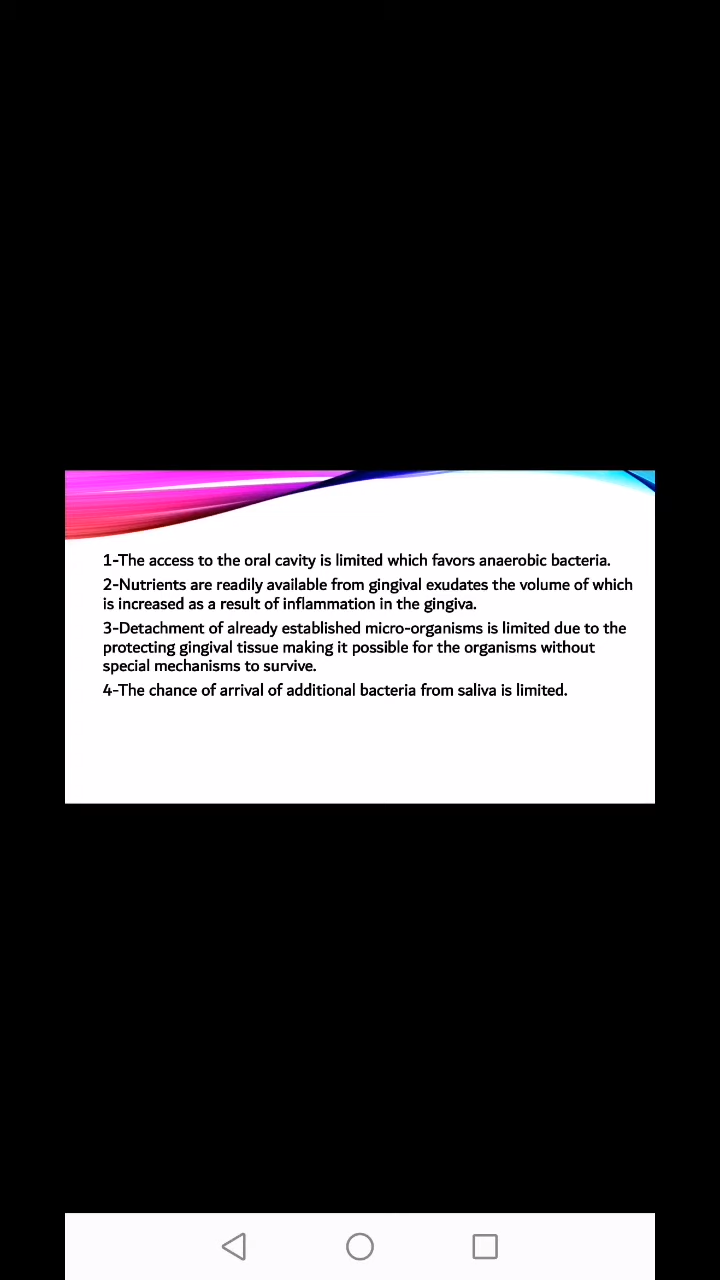 1-The access to the oral cavity is limited which favors anaerobic bacteria.
2-Nutrients are readily available from gingival exudates the volume of which
is increased as a result of inflammation in the gingiva.
3-Detachment of already established micro-organisms is limited due to the
protecting gingival tissue making it possible for the organisms without
special mechanisms to survive.
4-The chance of arrival of additional bacteria from saliva is limited.